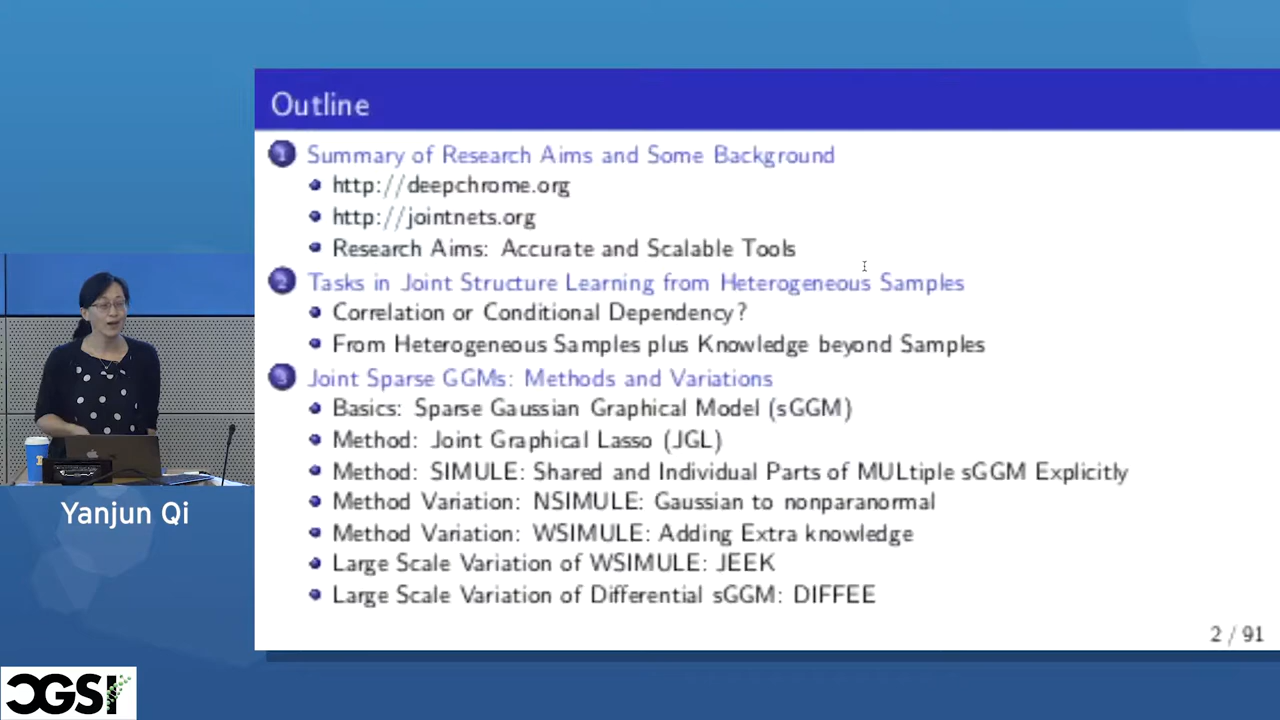 Outline
1 Summary of Research Aims and Some Background
http://deepchrome.org
http://jointnets.org
Research Aims: Accurate and Scalable Tools
2 Tasks in Joint Structure Learning from Heterogeneous Samples
Correlation or Conditional Dependency?
From Heterogeneous Samples plus Knowledge beyond Samples
3 Joint Sparse GGMs: Methods and Variations
Basics: Sparse Gaussian Graphical Model (sGGM)
Method: Joint Graphical Lasso (JGL)
Method: SIMULE: Shared and Individual Parts of MULtiple sGGM Explicitly
Method Variation: NSIMULE: Gaussian to nonparanormal
Method Variation: WSIMULE: Adding Extra knowledge
Large Scale Variation of WSIMULE: JEEK
Large Scale Variation of Differential sGGM: DIFFEE
2 / 91
Yanjun Qi
CGSI